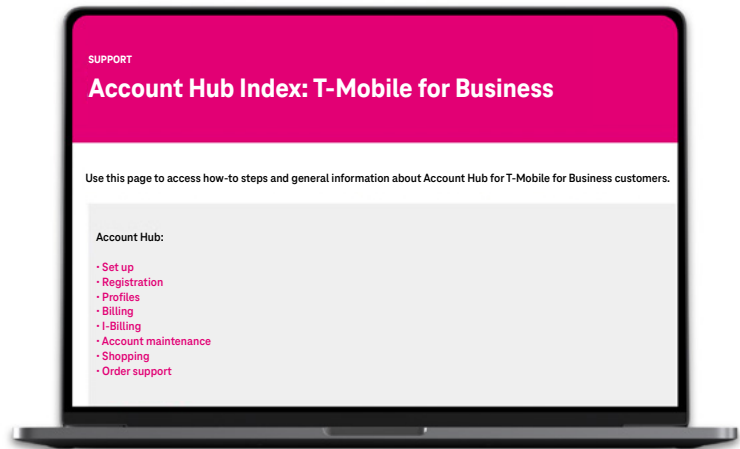 SUPPORT
Account Hub Index: T-Mobile for Business
Use this page to access how-to steps and general information about Account Hub for T-Mobile for Business customers.
Account Hub:
• Set up
• Registration
• Profiles
• Billing
• I-Billing
• Account maintenance
• Shopping
• Order support